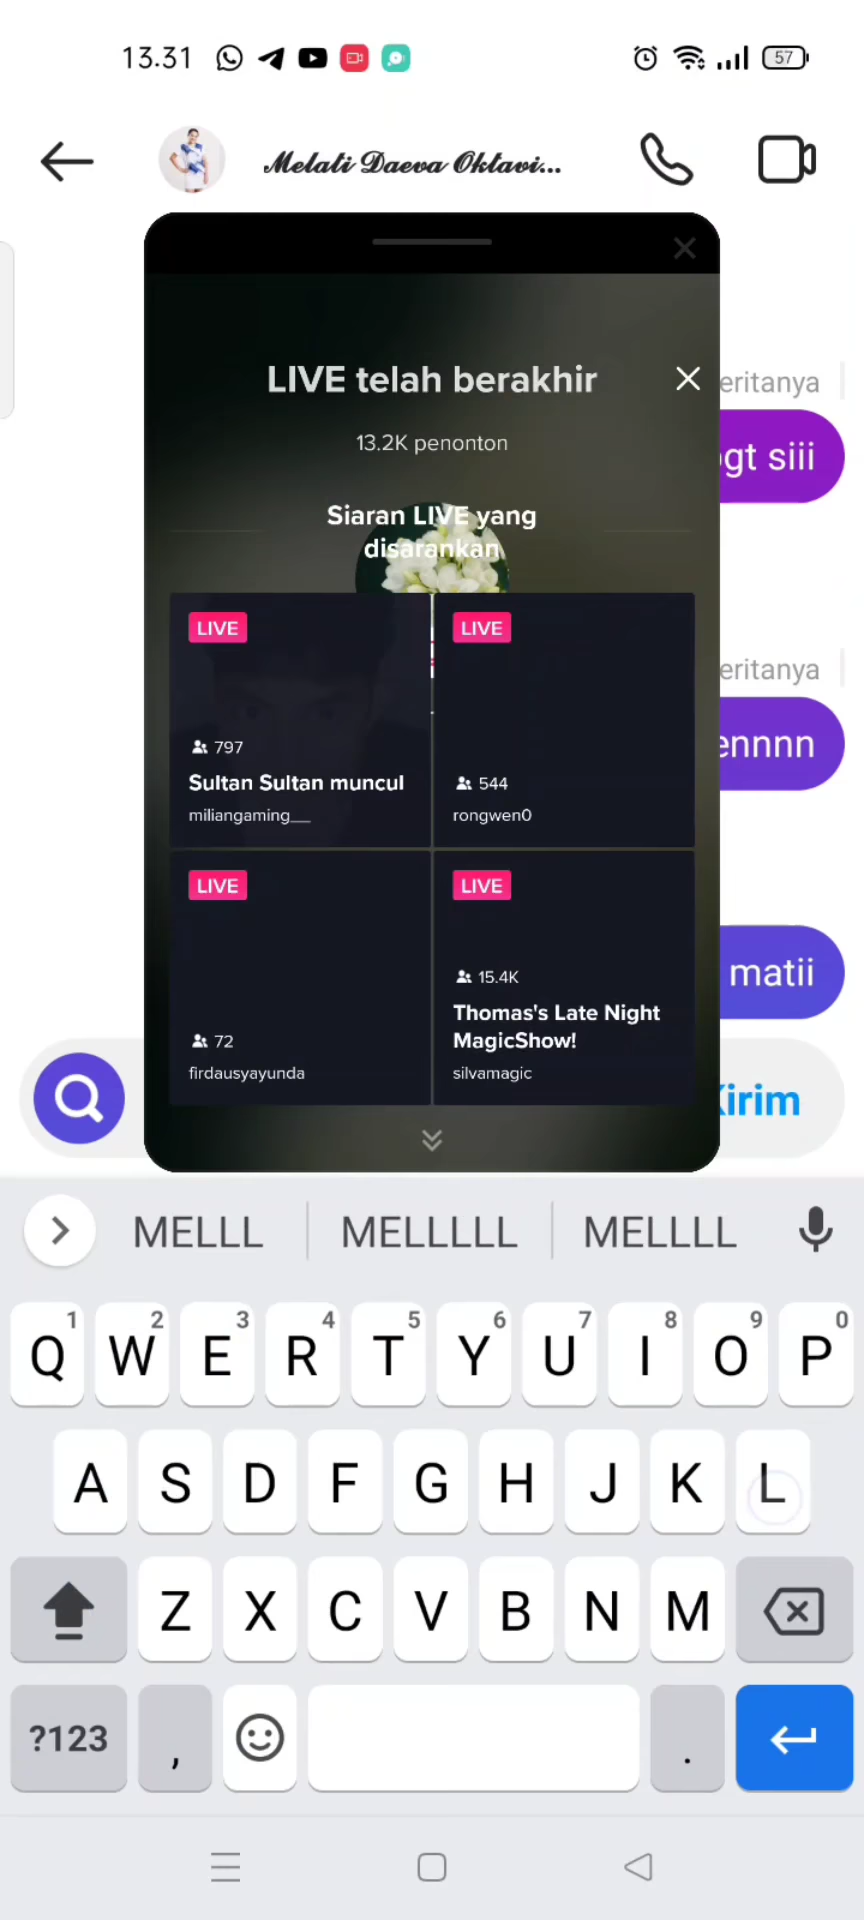 13.31
57
Melati Daeva Oktavi...
LIVE telah berakhir
eritanya
13.2K penonton
gt siii
Siaran LIVE yang
disarankan
LIVE
LIVE
eritanya
797
ennnn
Sultan Sultan muncul
544
miliangaming__
rongwen0
LIVE
LIVE
15.4K
matii
Thomas's Late Night
MagicShow!
72
firdausyayunda
silvamagic
Kirim
MELLL
MELLLLL
MELLLL
1 2 3 4 5 6 7 8 9 0
Q W E R T Y U I O P
A S D F G H J K L
Z X C V B N M
?123 , .